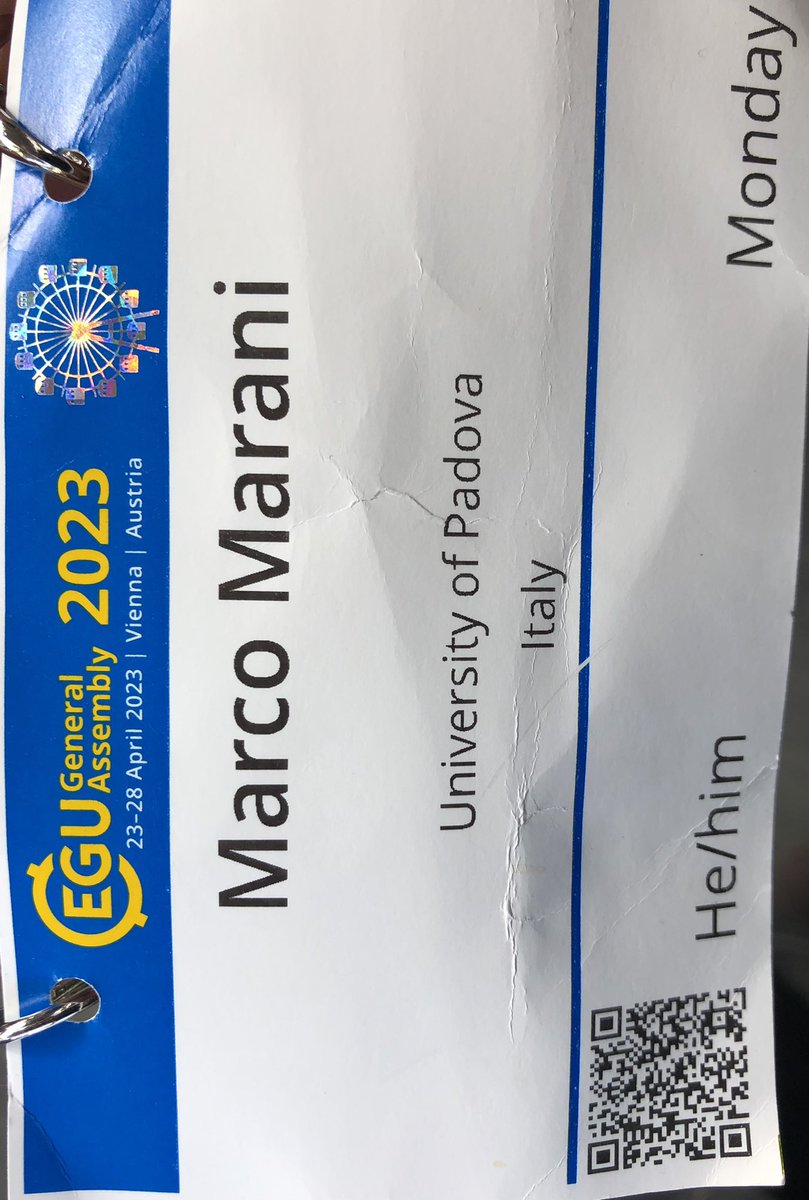 EGU General Assembly 2023
23–28 April 2023 | Vienna | Austria
Marco Marani
University of Padova
Italy
He/him
Monday